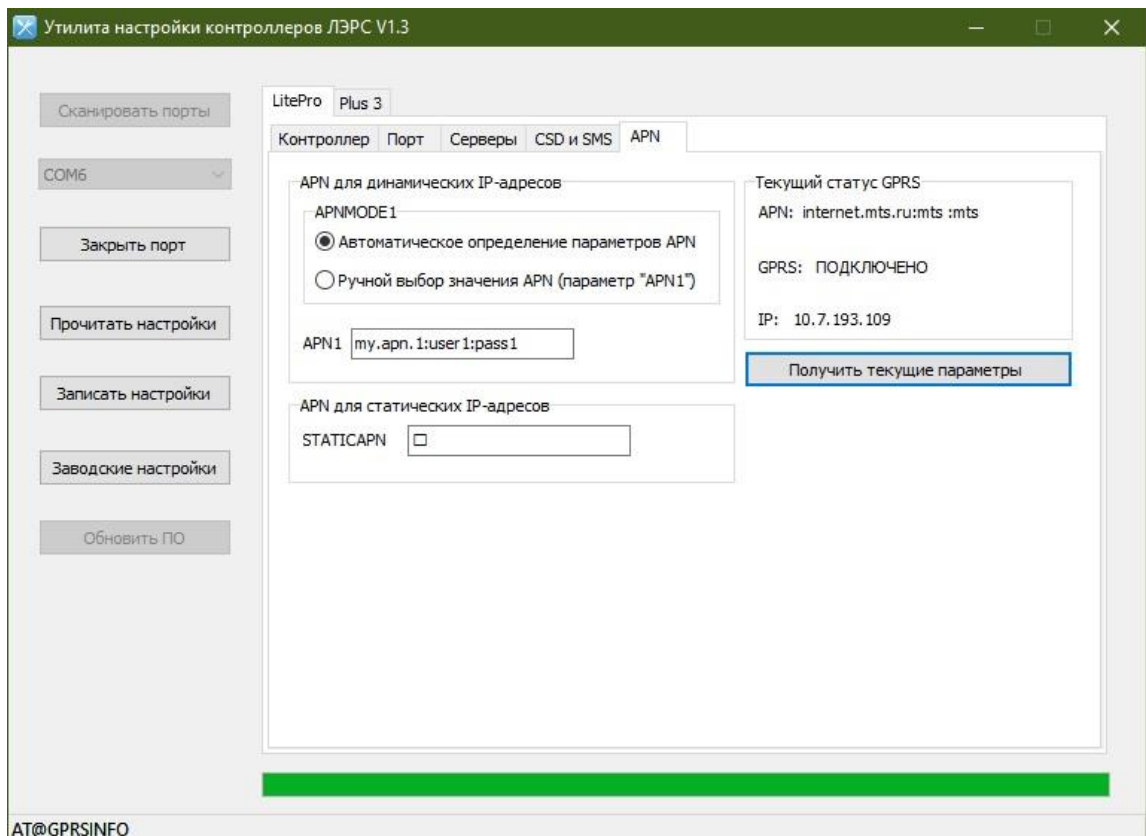 Утилита настройки контроллеров ЛЭРС V1.3
Сканировать порты
COM6
Закрыть порт
Прочитать настройки
Записать настройки
Заводские настройки
Обновить ПО
LitePro Plus 3
Контроллер Порт Серверы CSD и SMS APN
APN для динамических IP-адресов
APNMODE1
Автоматическое определение параметров APN
Ручной выбор значения APN (параметр "APN1")
APN1 my.apn.1:user1:pass1
APN для статических IP-адресов
STATICAPN
Текущий статус GPRS
APN: internet.mts.ru:mts :mts
GPRS: ПОДКЛЮЧЕНО
IP: 10.7.193.109
Получить текущие параметры
AT@GPRSINFO